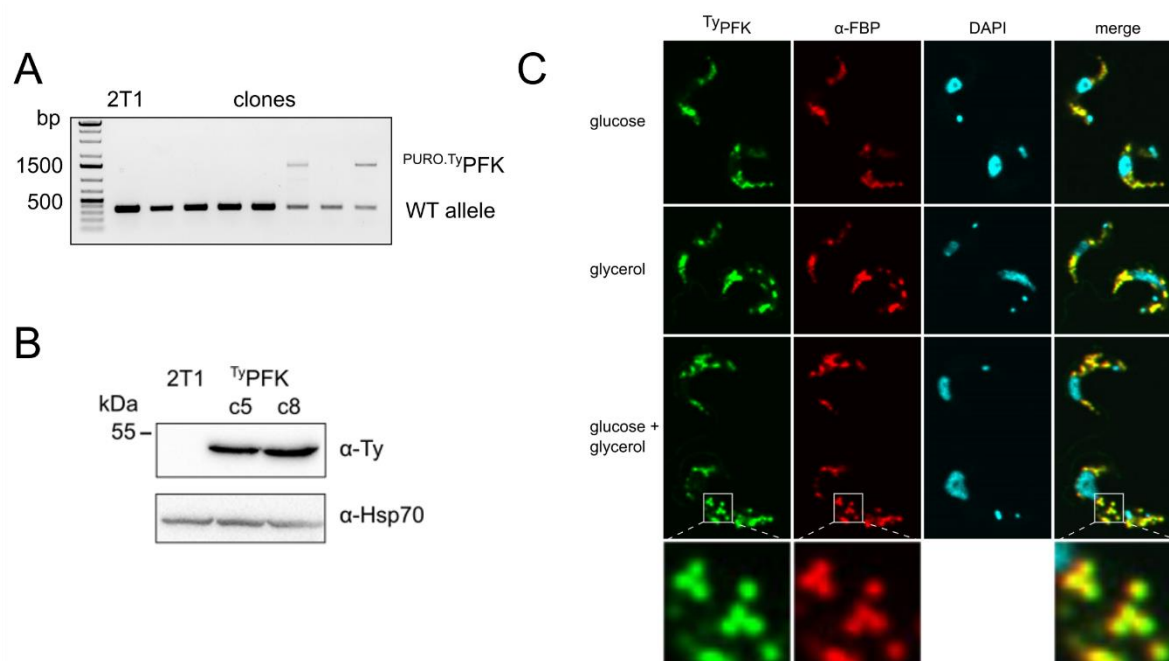 A
2T1 clones
bp
1500
500
PURO.TyPFK
WT allele
B
2T1 TyPFK
c5 c8
kDa
55
α-Ty
α-Hsp70
C
TyPFK α-FBP DAPI merge
glucose
glycerol
glucose +
glycerol